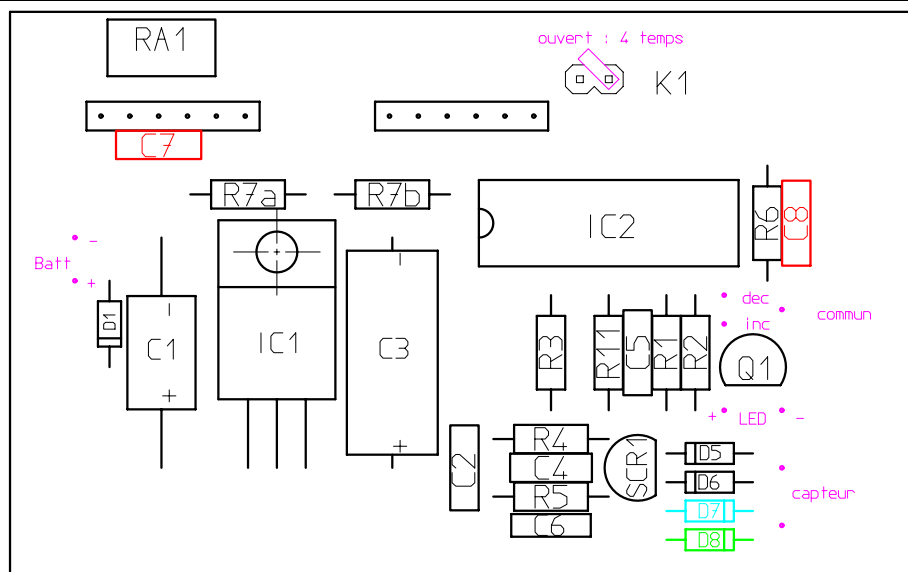 RA1
ouvert : 4 temps
K1
C7
R7a
R7b
IC2
R6
C8
-
Batt
+
D1
-
C1
+
IC1
-
C3
+
R3
R11
C5
R1
R2
dec
inc
commun
Q1
+ LED -
C2
R4
C4
R5
C6
SCR1
D5
D6
D7
D8
capteur